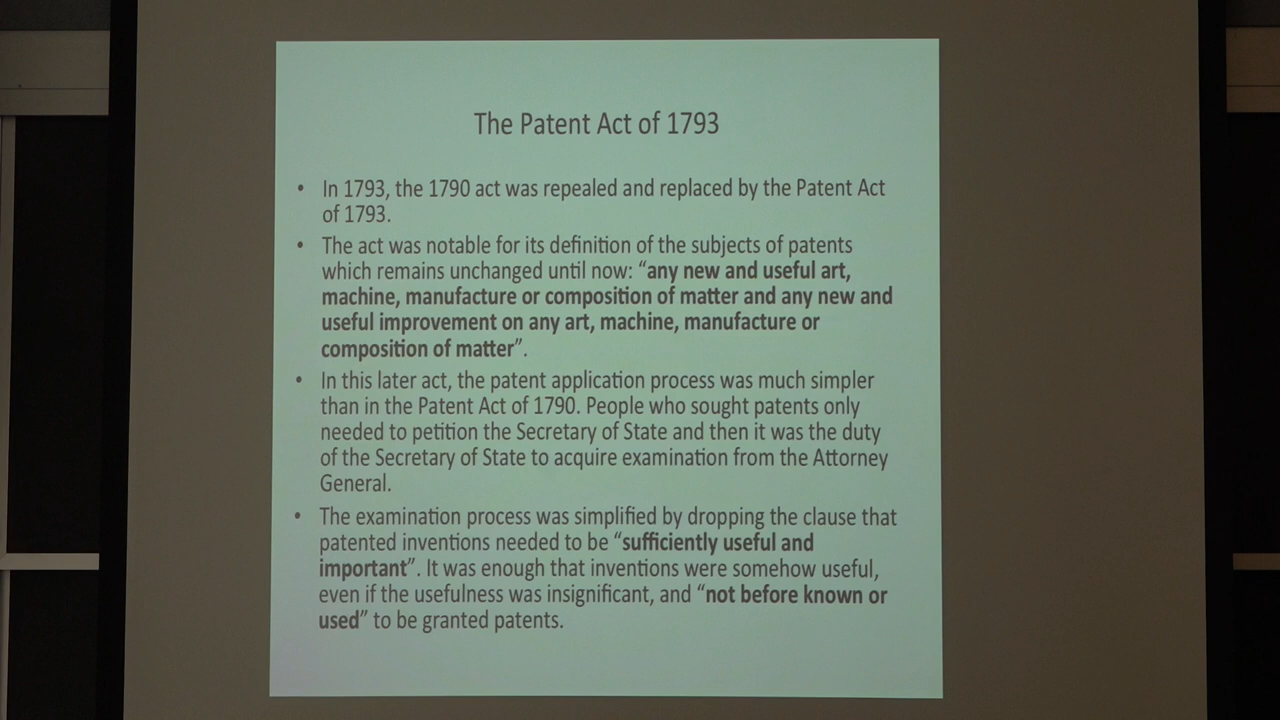 The Patent Act of 1793
• In 1793, the 1790 act was repealed and replaced by the Patent Act
of 1793.
• The act was notable for its definition of the subjects of patents
which remains unchanged until now: “any new and useful art,
machine, manufacture or composition of matter and any new and
useful improvement on any art, machine, manufacture or
composition of matter”.
• In this later act, the patent application process was much simpler
than in the Patent Act of 1790. People who sought patents only
needed to petition the Secretary of State and then it was the duty
of the Secretary of State to acquire examination from the Attorney
General.
• The examination process was simplified by dropping the clause that
patented inventions needed to be “sufficiently useful and
important”. It was enough that inventions were somehow useful,
even if the usefulness was insignificant, and “not before known or
used” to be granted patents.